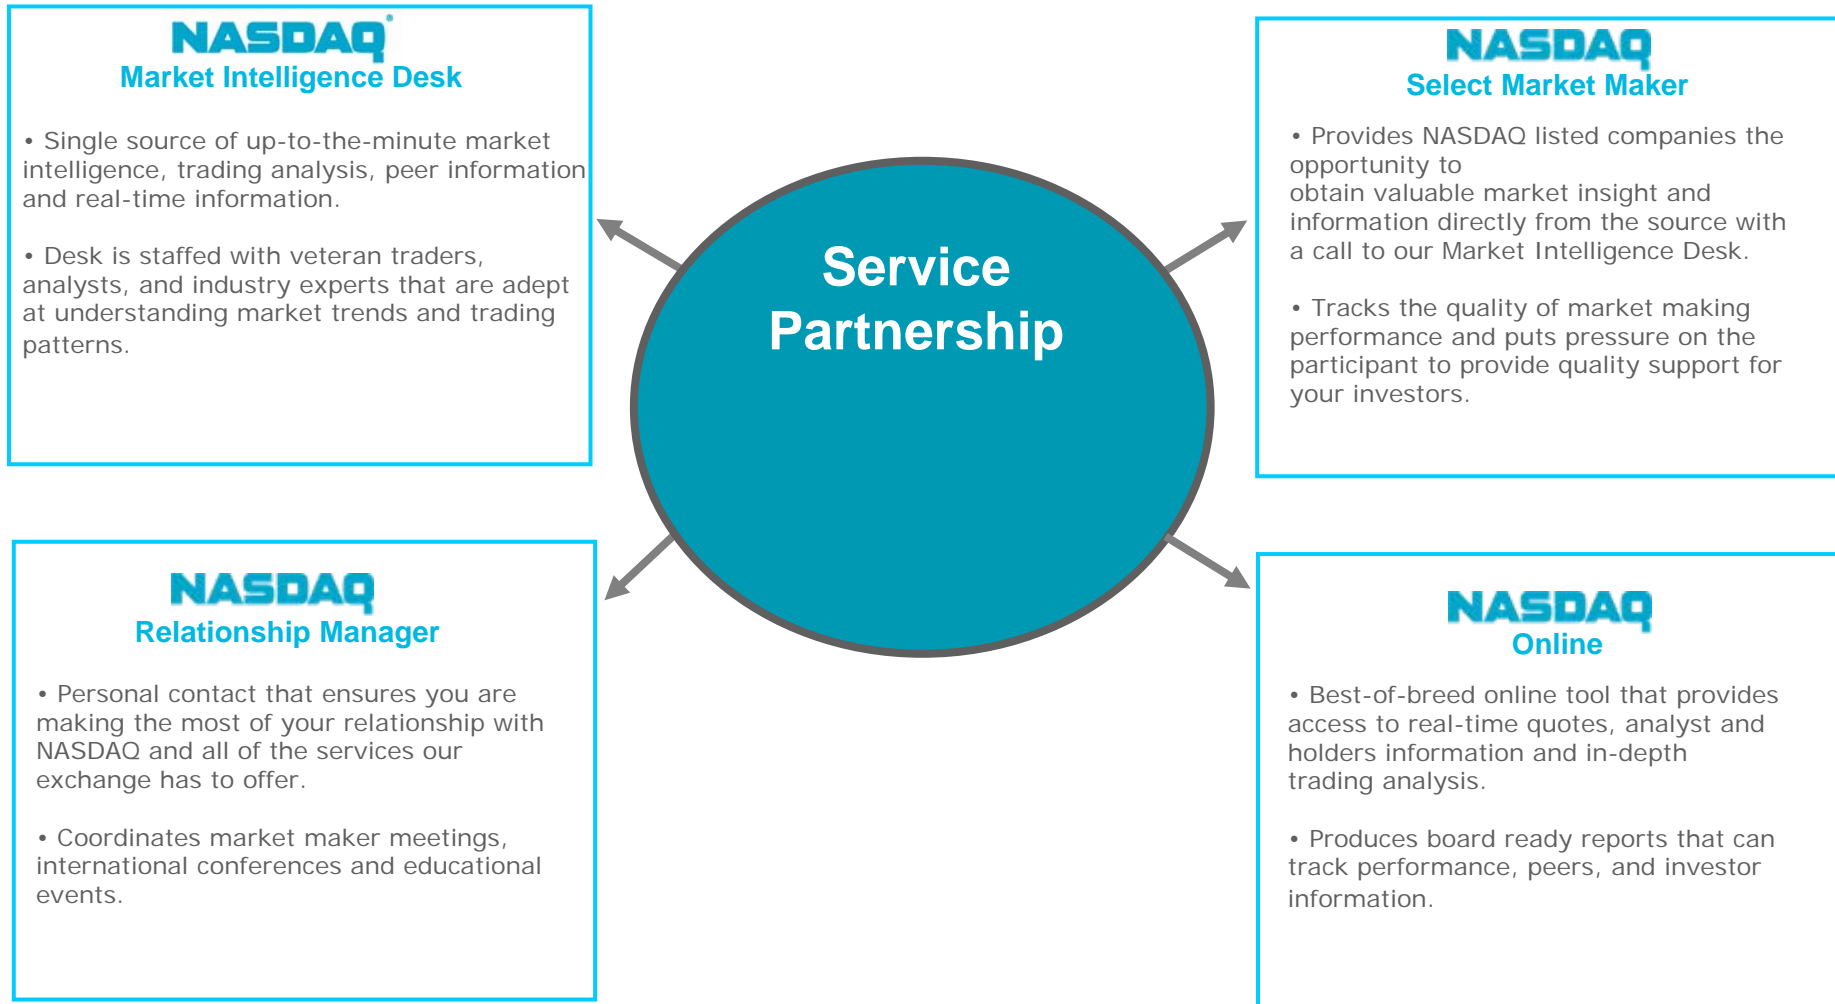 NASDAQ®
Market Intelligence Desk
• Single source of up-to-the-minute market
intelligence, trading analysis, peer information
and real-time information.
• Desk is staffed with veteran traders,
analysts, and industry experts that are adept
at understanding market trends and trading
patterns.
NASDAQ
Select Market Maker
• Provides NASDAQ listed companies the
opportunity to
obtain valuable market insight and
information directly from the source with
a call to our Market Intelligence Desk.
• Tracks the quality of market making
performance and puts pressure on the
participant to provide quality support for
your investors.
Service
Partnership
NASDAQ
Relationship Manager
• Personal contact that ensures you are
making the most of your relationship with
NASDAQ and all of the services our
exchange has to offer.
• Coordinates market maker meetings,
international conferences and educational
events.
NASDAQ
Online
• Best-of-breed online tool that provides
access to real-time quotes, analyst and
holders information and in-depth
trading analysis.
• Produces board ready reports that can
track performance, peers, and investor
information.